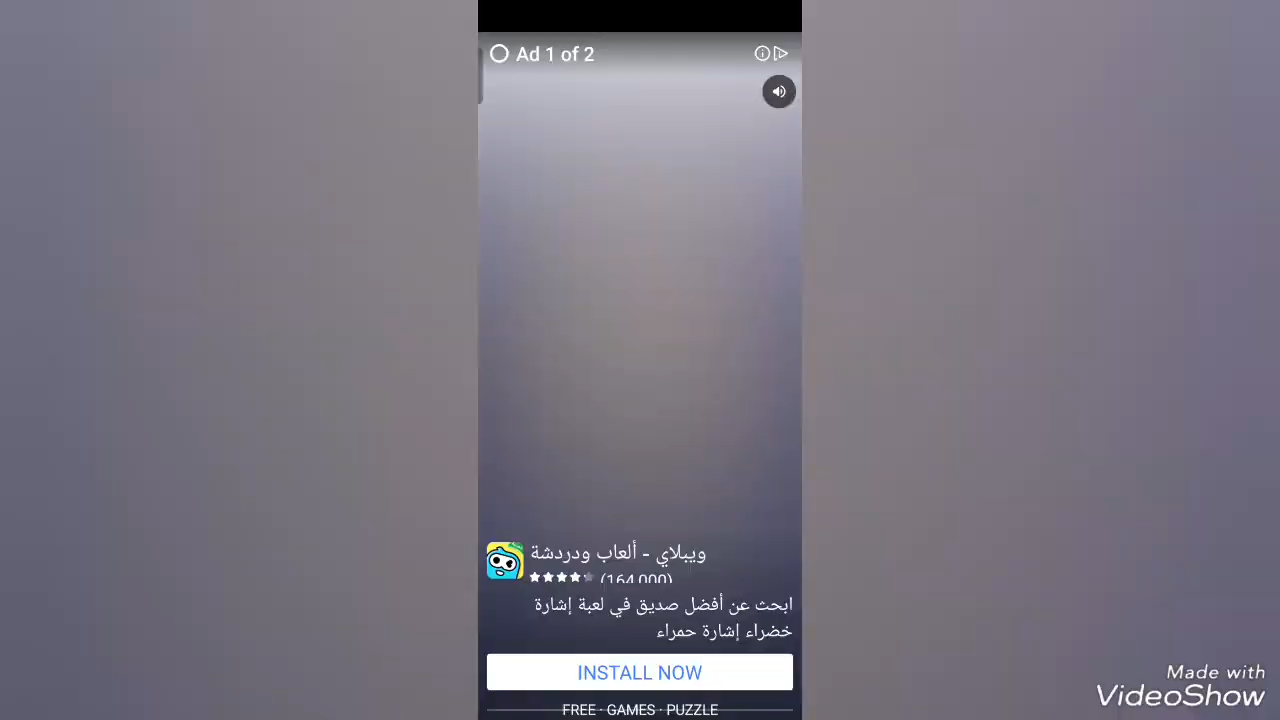 Ad 1 of 2
ويبلاي - ألعاب ودردشة
(164,000)
ابحث عن أفضل صديق في لعبة إشارة
خضراء إشارة حمراء
INSTALL NOW
FREE · GAMES · PUZZLE
Made with
VideoShow